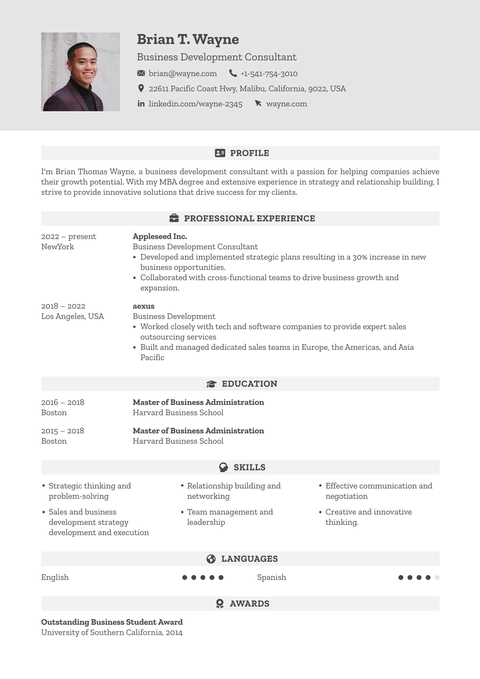 Brian T. Wayne
Business Development Consultant
brian@wayne.com +1-541-754-3010
22611 Pacific Coast Hwy, Malibu, California, 9022, USA
linkedin.com/wayne-2345 wayne.com
PROFILE
I'm Brian Thomas Wayne, a business development consultant with a passion for helping companies achieve
their growth potential. With my MBA degree and extensive experience in strategy and relationship building, I
strive to provide innovative solutions that drive success for my clients.
PROFESSIONAL EXPERIENCE
2022 – present
NewYork
Appleseed Inc.
Business Development Consultant
• Developed and implemented strategic plans resulting in a 30% increase in new
business opportunities.
• Collaborated with cross-functional teams to drive business growth and
expansion.
2018 – 2022
Los Angeles, USA
aexus
Business Development
• Worked closely with tech and software companies to provide expert sales
outsourcing services
• Built and managed dedicated sales teams in Europe, the Americas, and Asia
Pacific
EDUCATION
2016 – 2018
Boston
Master of Business Administration
Harvard Business School
2015 – 2018
Boston
Master of Business Administration
Harvard Business School
SKILLS
• Strategic thinking and
problem-solving
• Relationship building and
networking
• Effective communication and
negotiation
• Sales and business
development strategy
development and execution
• Team management and
leadership
• Creative and innovative
thinking.
LANGUAGES
English
Spanish
AWARDS
Outstanding Business Student Award
University of Southern California, 2014